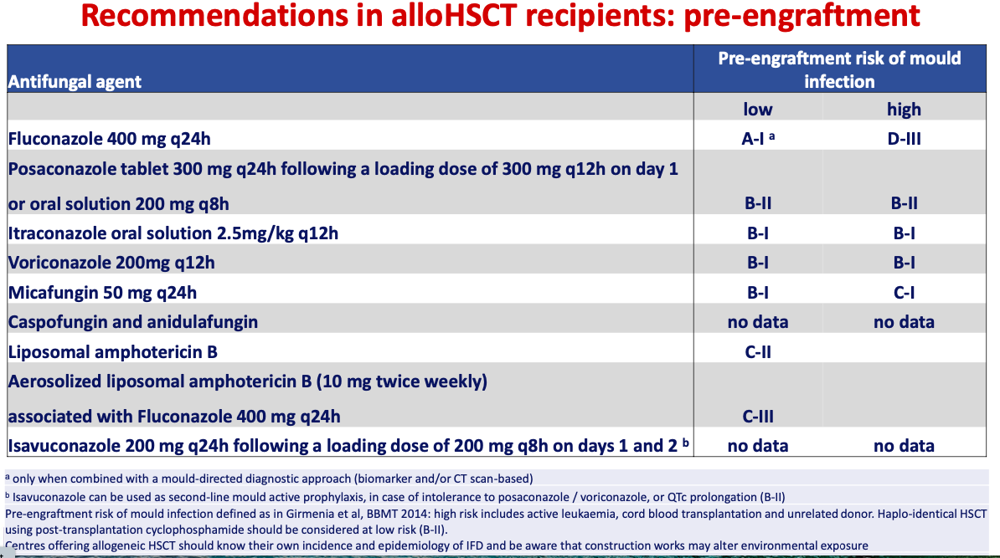 Recommendations in alloHSCT recipients: pre-engraftment
Antifungal agent
Pre-engraftment risk of mould
infection
low high
Fluconazole 400 mg q24h A-I ᵃ D-III
Posaconazole tablet 300 mg q24h following a loading dose of 300 mg q12h on day 1
or oral solution 200 mg q8h B-II B-II
Itraconazole oral solution 2.5mg/kg q12h B-I B-I
Voriconazole 200mg q12h B-I B-I
Micafungin 50 mg q24h B-I C-I
Caspofungin and anidulafungin no data no data
Liposomal amphotericin B C-II
Aerosolized liposomal amphotericin B (10 mg twice weekly)
associated with Fluconazole 400 mg q24h C-III
Isavuconazole 200 mg q24h following a loading dose of 200 mg q8h on days 1 and 2 ᵇ no data no data
ᵃ only when combined with a mould-directed diagnostic approach (biomarker and/or CT scan-based)
ᵇ Isavuconazole can be used as second-line mould active prophylaxis, in case of intolerance to posaconazole / voriconazole, or QTc prolongation (B-II)
Pre-engraftment risk of mould infection defined as in Girmenia et al, BBMT 2014: high risk includes active leukaemia, cord blood transplantation and unrelated donor. Haplo-identical HSCT
using post-transplantation cyclophosphamide should be considered at low risk (B-II).
Centres offering allogeneic HSCT should know their own incidence and epidemiology of IFD and be aware that construction works may alter environmental exposure